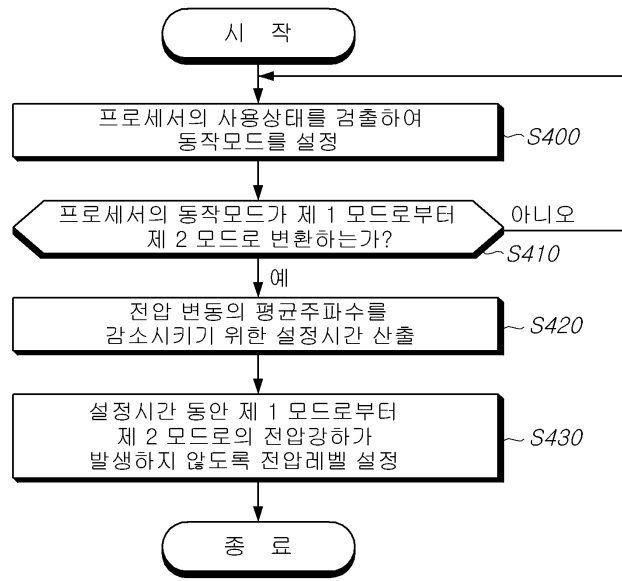 시 작
프로세서의 사용상태를 검출하여
동작모드를 설정
S400
프로세서의 동작모드가 제 1 모드로부터
제 2 모드로 변환하는가?
아니오
S410
예
전압 변동의 평균주파수를
감소시키기 위한 설정시간 산출
S420
설정시간 동안 제 1 모드로부터
제 2 모드로의 전압강하가
발생하지 않도록 전압레벨 설정
S430
종 료